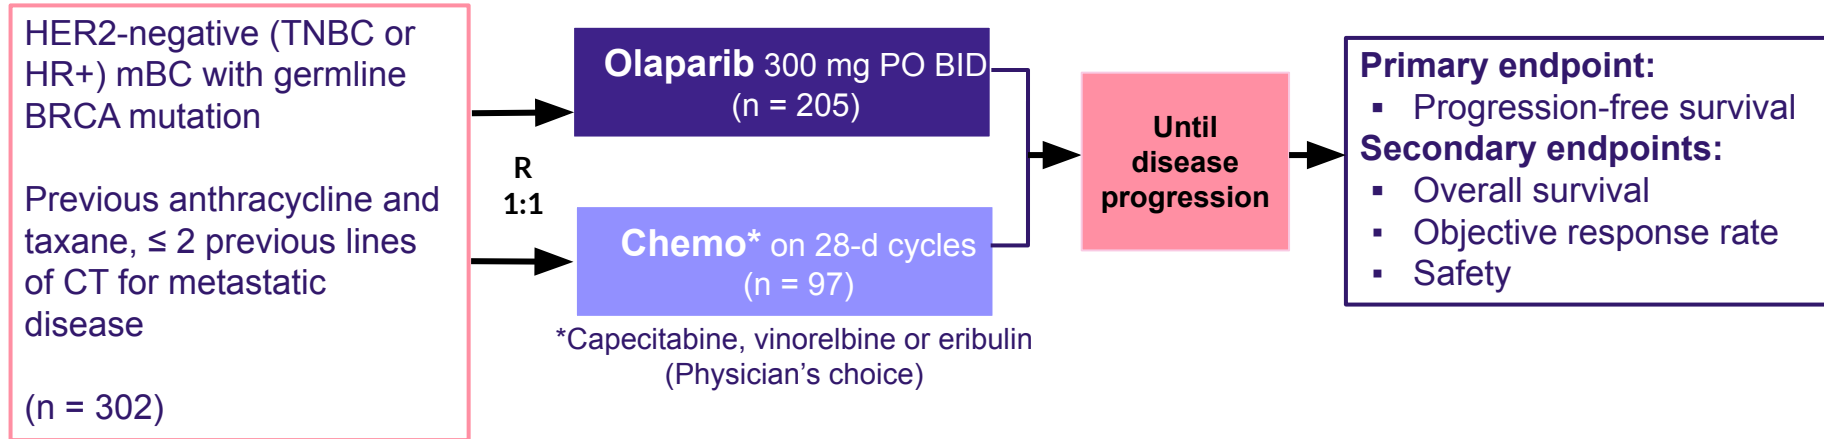 HER2-negative (TNBC or
HR+) mBC with germline
BRCA mutation
Previous anthracycline and
taxane, ≤ 2 previous lines
of CT for metastatic
disease
(n = 302)
R
1:1
Olaparib 300 mg PO BID
(n = 205)
Chemo* on 28-d cycles
(n = 97)
*Capecitabine, vinorelbine or eribulin
(Physician's choice)
Until
disease
progression
Primary endpoint:
▪ Progression-free survival
Secondary endpoints:
▪ Overall survival
▪ Objective response rate
▪ Safety